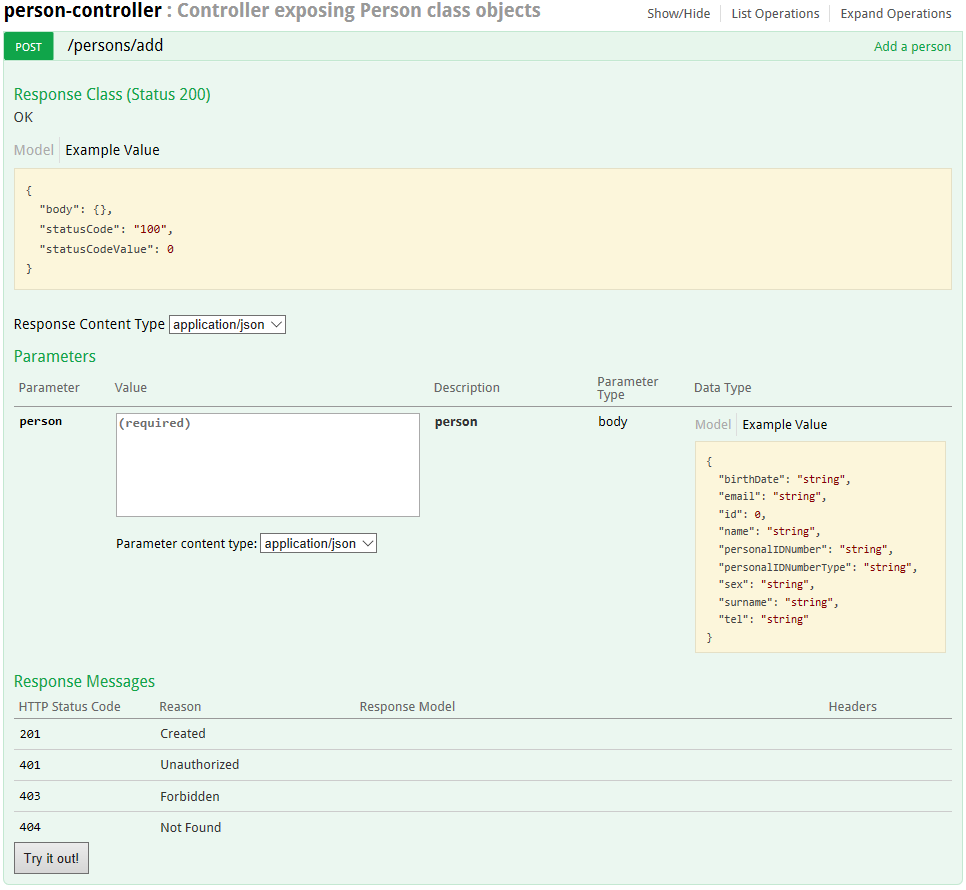 person-controller : Controller exposing Person class objects
Show/Hide List Operations Expand Operations
POST /persons/add Add a person
Response Class (Status 200)
OK
Model Example Value
{
"body": {},
"statusCode": "100",
"statusCodeValue": 0
}
Response Content Type application/json
Parameters
Parameter Value Description Parameter Type Data Type
person (required) person body Model Example Value
{
"birthDate": "string",
"email": "string",
"id": 0,
"name": "string",
"personalIDNumber": "string",
"personalIDNumberType": "string",
"sex": "string",
"surname": "string",
"tel": "string"
}
Parameter content type: application/json
Response Messages
HTTP Status Code Reason Response Model Headers
201 Created
401 Unauthorized
403 Forbidden
404 Not Found
Try it out!